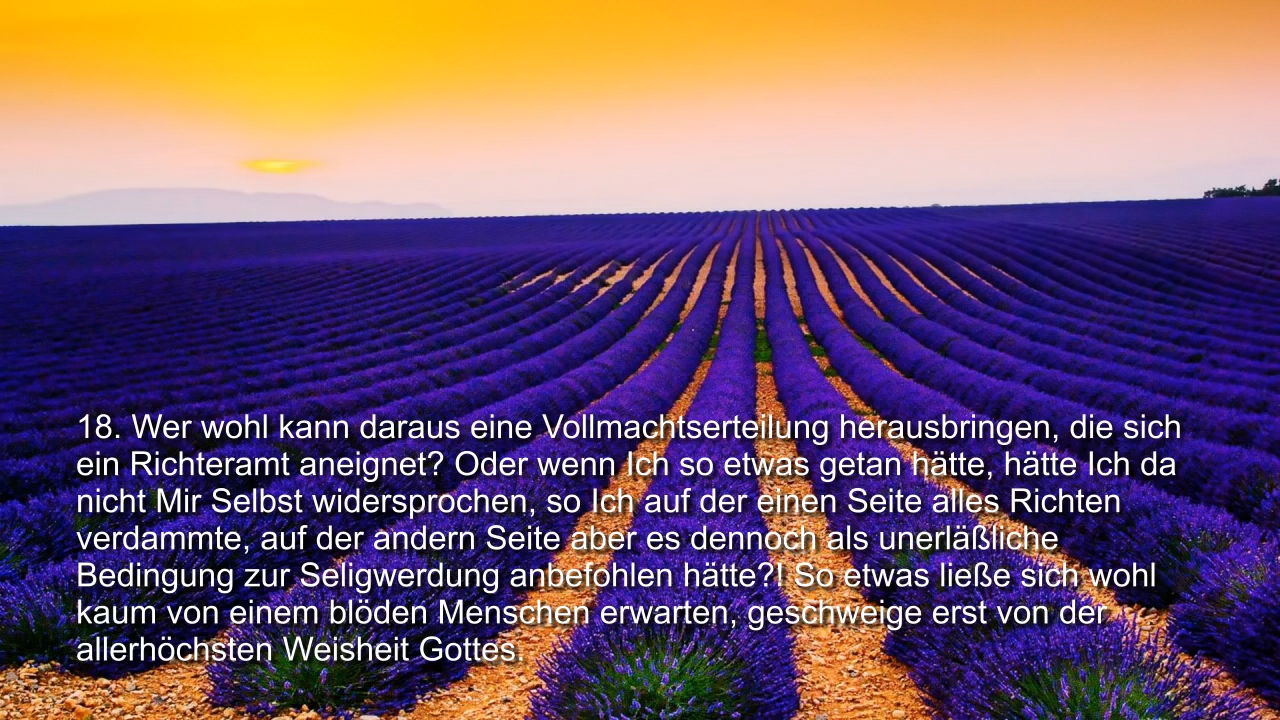 18. Wer wohl kann daraus eine Vollmachtserteilung herausbringen, die sich
ein Richteramt aneignet? Oder wenn Ich so etwas getan hätte, hätte Ich da
nicht Mir Selbst widersprochen, so Ich auf der einen Seite alles Richten
verdammte, auf der andern Seite aber es dennoch als unerläßliche
Bedingung zur Seligwerdung anbefohlen hätte?! So etwas ließe sich wohl
kaum von einem blöden Menschen erwarten, geschweige erst von der
allerhöchsten Weisheit Gottes.